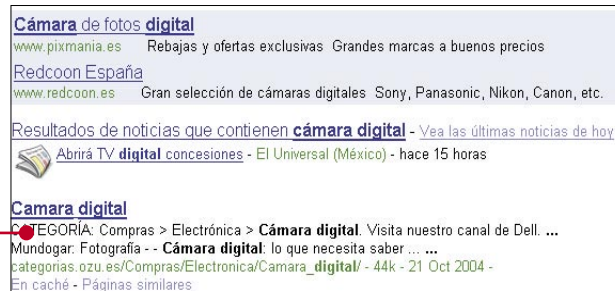 Cámara de fotos digital
www.pixmania.es Rebajas y ofertas exclusivas Grandes marcas a buenos precios
Redcoon España
www.redcoon.es Gran selección de cámaras digitales Sony, Panasonic, Nikon, Canon, etc.
Resultados de noticias que contienen cámara digital - Vea las últimas noticias de hoy
Abrirá TV digital concesiones - El Universal (México) - hace 15 horas
Camara digital
CATEGORÍA: Compras > Electrónica > Cámara digital. Visita nuestro canal de Dell. ...
Mundogar: Fotografía - - Cámara digital: lo que necesita saber ... ...
categorias.ozu.es/Compras/Electronica/Camara_digital/ - 44k - 21 Oct 2004 -
En caché - Páginas similares